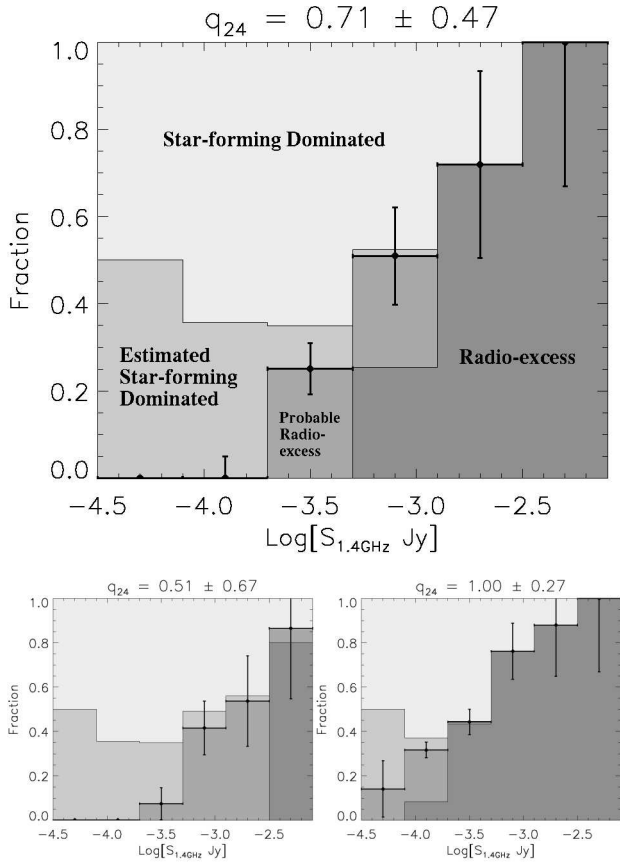 q24 = 0.71 ± 0.47
1.0
0.8
0.6
0.4
0.2
0.0
Fraction
Star-forming Dominated
Estimated
Star-forming
Dominated
Probable
Radio-
excess
Radio-excess
−4.5 −4.0 −3.5 −3.0 −2.5
Log[S1.4GHz Jy]
q24 = 0.51 ± 0.67
1.0
0.8
0.6
0.4
0.2
0.0
Fraction
−4.5 −4.0 −3.5 −3.0 −2.5
Log[S1.4GHz Jy]
q24 = 1.00 ± 0.27
1.0
0.8
0.6
0.4
0.2
0.0
Fraction
−4.5 −4.0 −3.5 −3.0 −2.5
Log[S1.4GHz Jy]